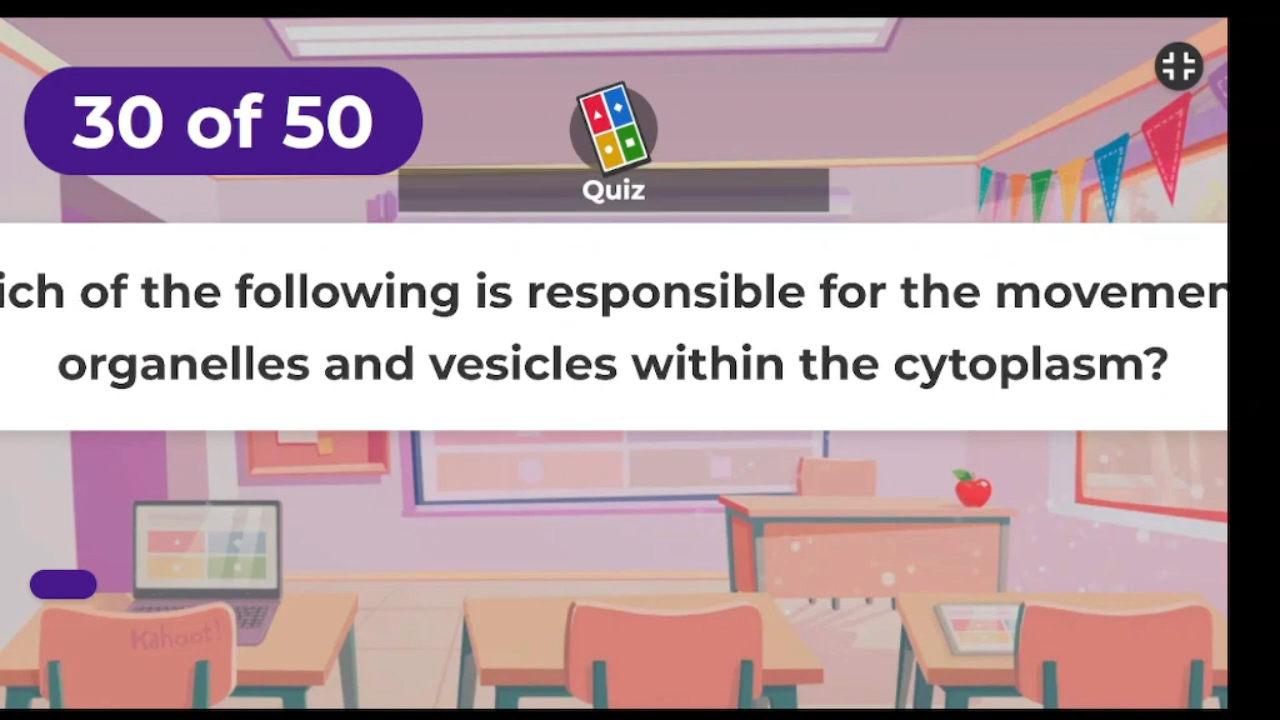 30 of 50
Quiz
ich of the following is responsible for the movemen
organelles and vesicles within the cytoplasm?
Kahoot!